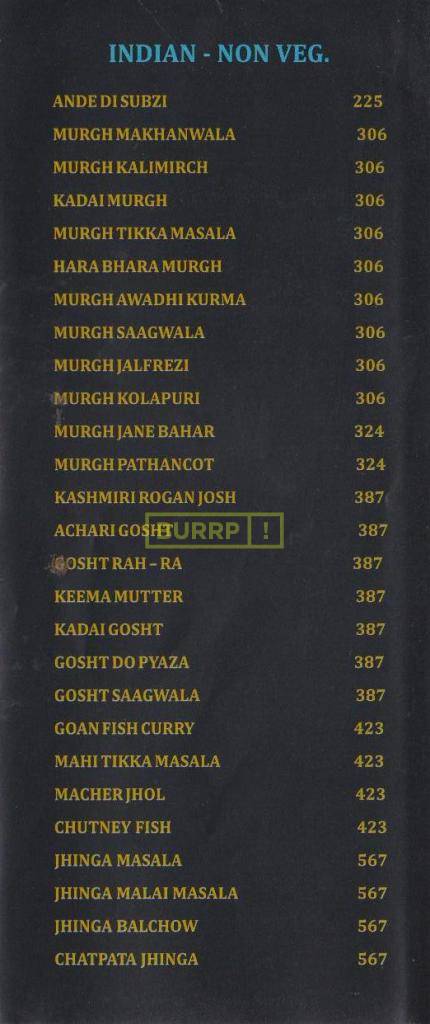 INDIAN - NON VEG.
ANDE DI SUBZI 225
MURGH MAKHANWALA 306
MURGH KALIMIRCH 306
KADAI MURGH 306
MURGH TIKKA MASALA 306
HARA BHARA MURGH 306
MURGH AWADHI KURMA 306
MURGH SAAGWALA 306
MURGH JALFREZI 306
MURGH KOLAPURI 306
MURGH JANE BAHAR 324
MURGH PATHANCOT 324
KASHMIRI ROGAN JOSH 387
ACHARI GOSHT 387
BURRP!
GOSHT RAH – RA 387
KEEMA MUTTER 387
KADAI GOSHT 387
GOSHT DO PYAZA 387
GOSHT SAAGWALA 387
GOAN FISH CURRY 423
MAHI TIKKA MASALA 423
MACHER JHOL 423
CHUTNEY FISH 423
JHINGA MASALA 567
JHINGA MALAI MASALA 567
JHINGA BALCHOW 567
CHATPATA JHINGA 567